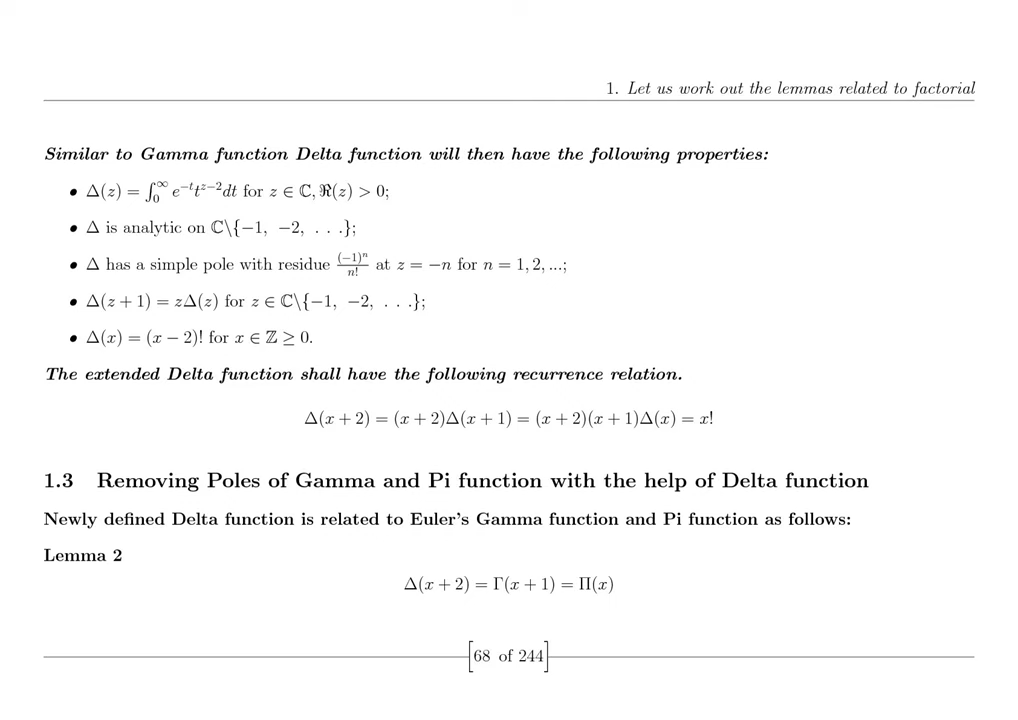 1. Let us work out the lemmas related to factorial
Similar to Gamma function Delta function will then have the following properties:
• Δ(z) = ∫₀^∞ e^{−t}t^{z−2}dt for z ∈ ℂ, ℜ(z) > 0;
• Δ is analytic on ℂ\{−1, −2, . . .};
• Δ has a simple pole with residue (−1)^n/n! at z = −n for n = 1, 2, ...;
• Δ(z + 1) = zΔ(z) for z ∈ ℂ\{−1, −2, . . .};
• Δ(x) = (x − 2)! for x ∈ ℤ ≥ 0.
The extended Delta function shall have the following recurrence relation.
Δ(x + 2) = (x + 2)Δ(x + 1) = (x + 2)(x + 1)Δ(x) = x!
1.3 Removing Poles of Gamma and Pi function with the help of Delta function
Newly defined Delta function is related to Euler's Gamma function and Pi function as follows:
Lemma 2
Δ(x + 2) = Γ(x + 1) = Π(x)
[68 of 244]